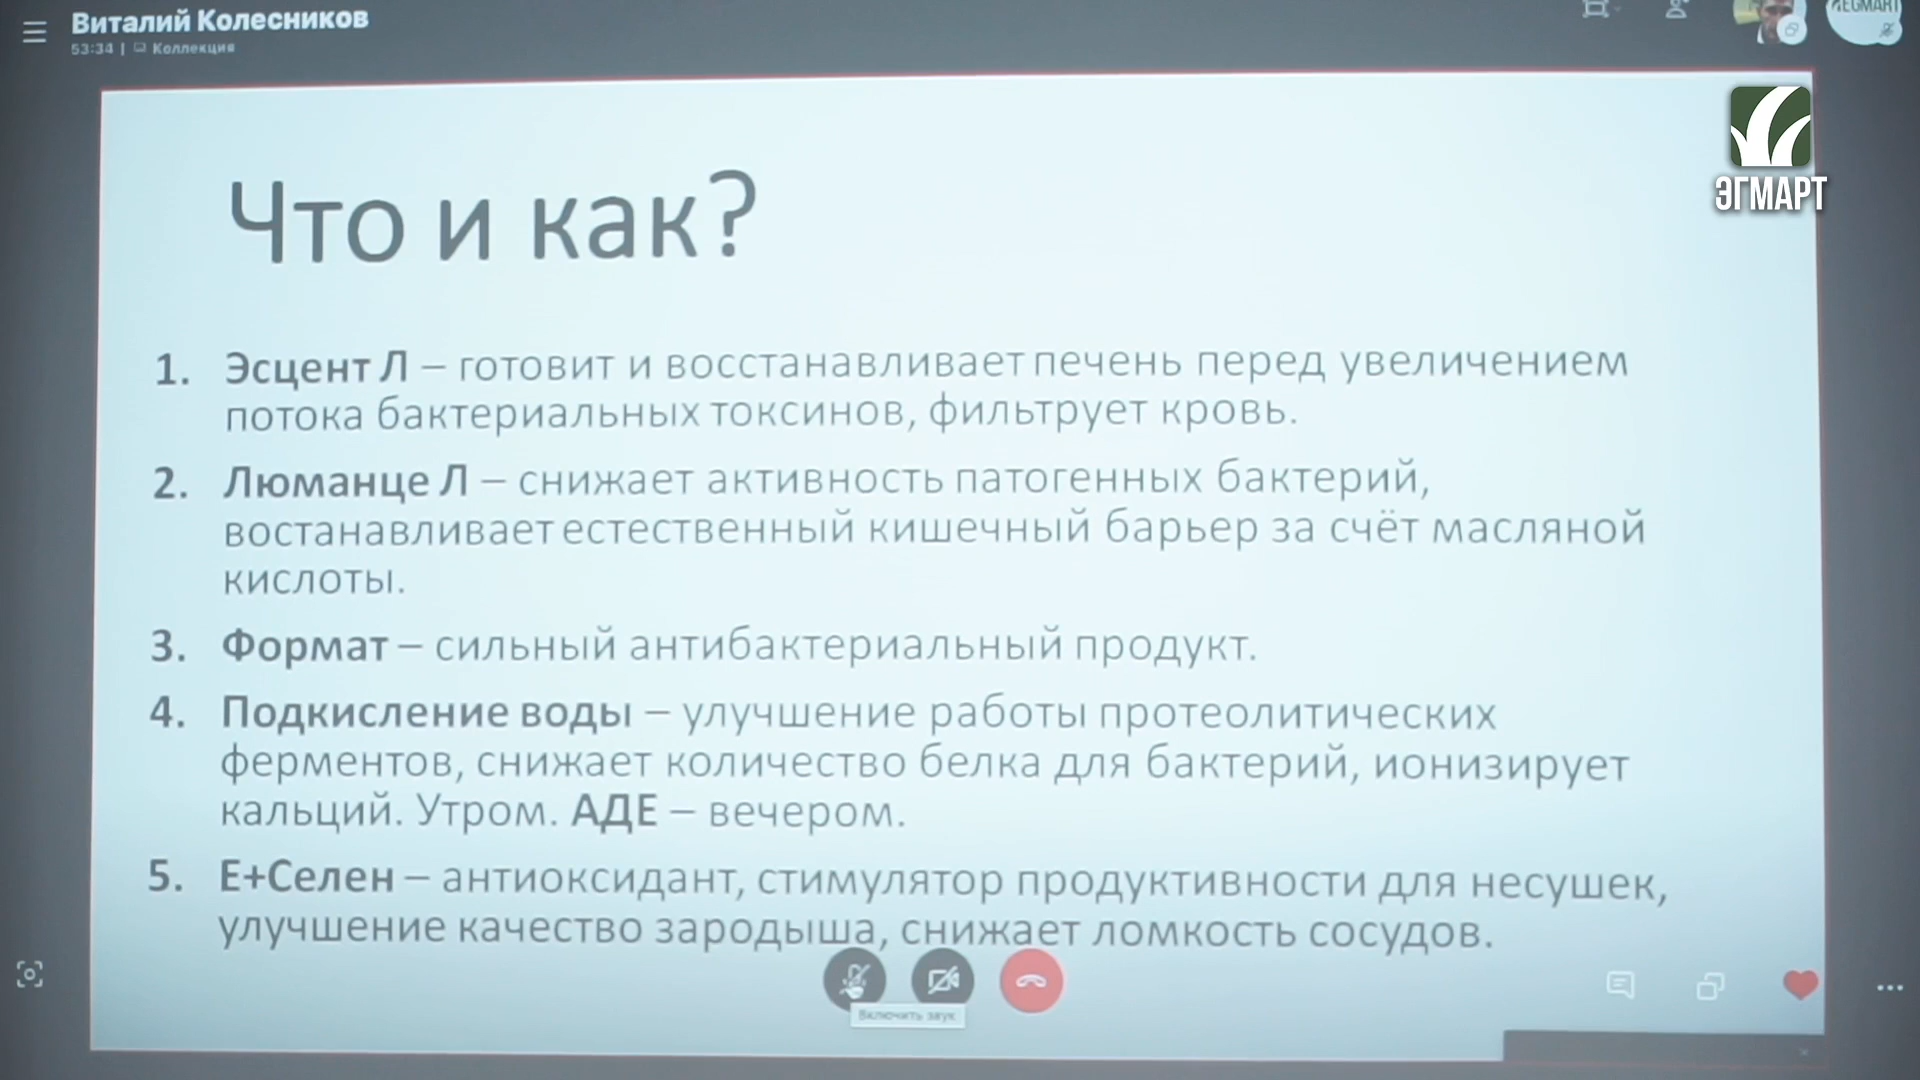 Виталий Колесников
53:34 | Коллекция
EGMART
ЭГМАРТ
Что и как?
1. Эсцент Л – готовит и восстанавливает печень перед увеличением
потока бактериальных токсинов, фильтрует кровь.
2. Люманце Л – снижает активность патогенных бактерий,
востанавливает естественный кишечный барьер за счёт масляной
кислоты.
3. Формат – сильный антибактериальный продукт.
4. Подкисление воды – улучшение работы протеолитических
ферментов, снижает количество белка для бактерий, ионизирует
кальций. Утром. АДЕ – вечером.
5. Е+Селен – антиоксидант, стимулятор продуктивности для несушек,
улучшение качество зародыша, снижает ломкость сосудов.
Включить звук